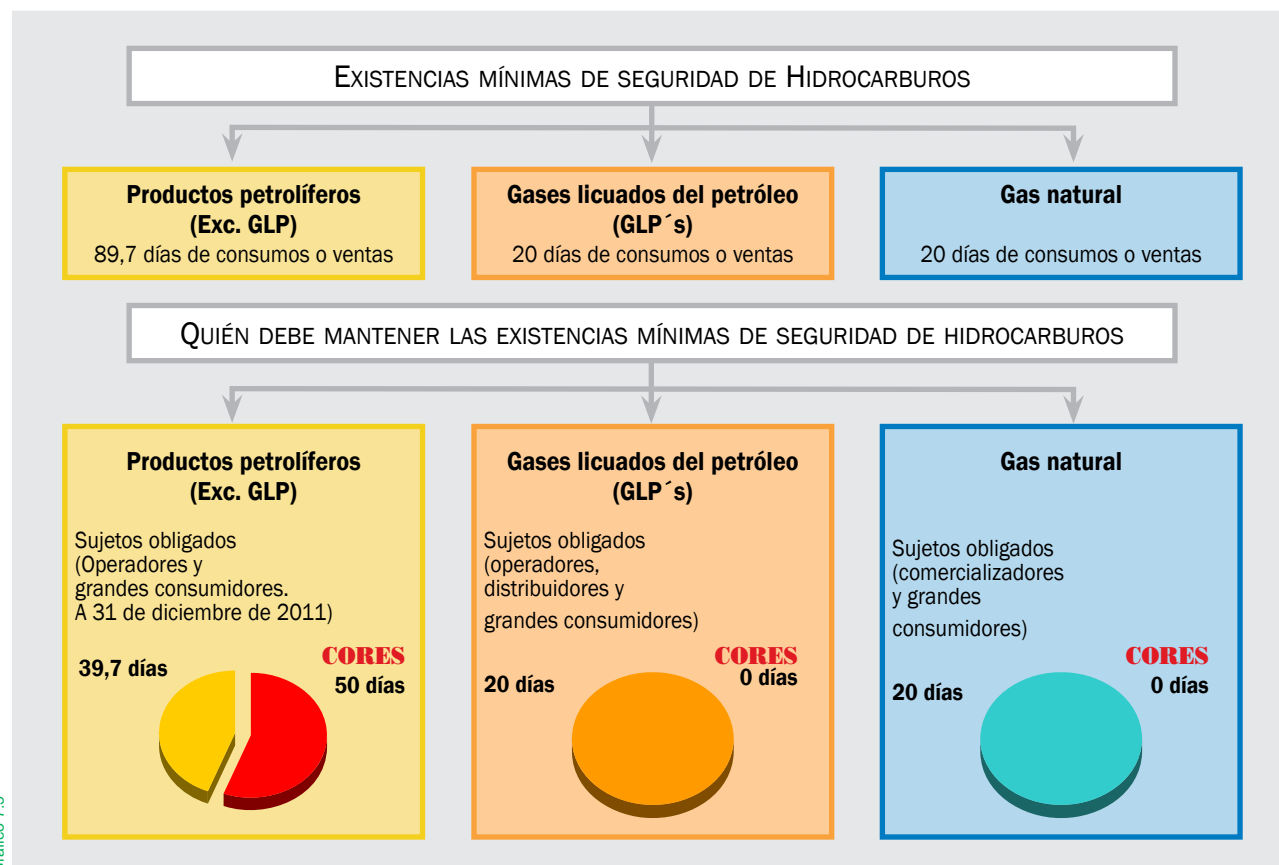 EXISTENCIAS MÍNIMAS DE SEGURIDAD DE HIDROCARBUROS
Productos petrolíferos
(Exc. GLP)
89,7 días de consumos o ventas
Gases licuados del petróleo
(GLP´s)
20 días de consumos o ventas
Gas natural
20 días de consumos o ventas
QUIÉN DEBE MANTENER LAS EXISTENCIAS MÍNIMAS DE SEGURIDAD DE HIDROCARBUROS
Productos petrolíferos
(Exc. GLP)
Sujetos obligados
(Operadores y
grandes consumidores.
A 31 de diciembre de 2011)
39,7 días
CORES
50 días
Gases licuados del petróleo
(GLP´s)
Sujetos obligados
(operadores,
distribuidores y
grandes consumidores)
20 días
CORES
0 días
Gas natural
Sujetos obligados
(comercializadores
y grandes
consumidores)
20 días
CORES
0 días